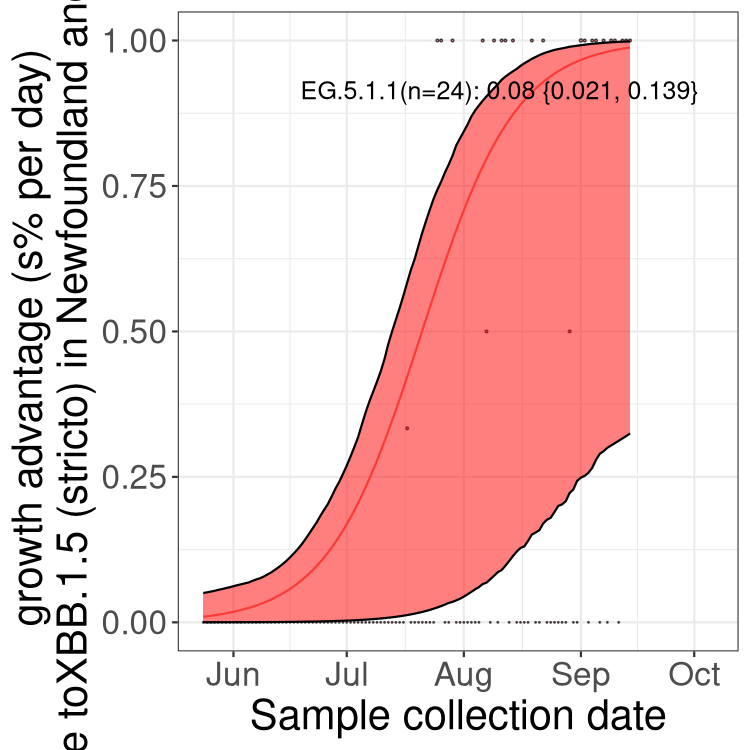 growth advantage (s% per day)
e toXBB.1.5 (stricto) in Newfoundland and
1.00
0.75
0.50
0.25
0.00
EG.5.1.1(n=24): 0.08 {0.021, 0.139}
Jun Jul Aug Sep Oct
Sample collection date